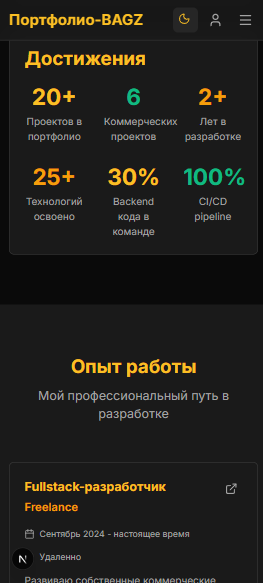 Портфолио-BAGZ
Достижения
20+ 6 2+
Проектов в Коммерческих Лет в
портфолио проектов разработке
25+ 30% 100%
Технологий Backend CI/CD
освоено кода в pipeline
команде
Опыт работы
Мой профессиональный путь в
разработке
Fullstack-разработчик
Freelance
Сентябрь 2024 - настоящее время
N Удаленно
Развиваю собственные коммерческие